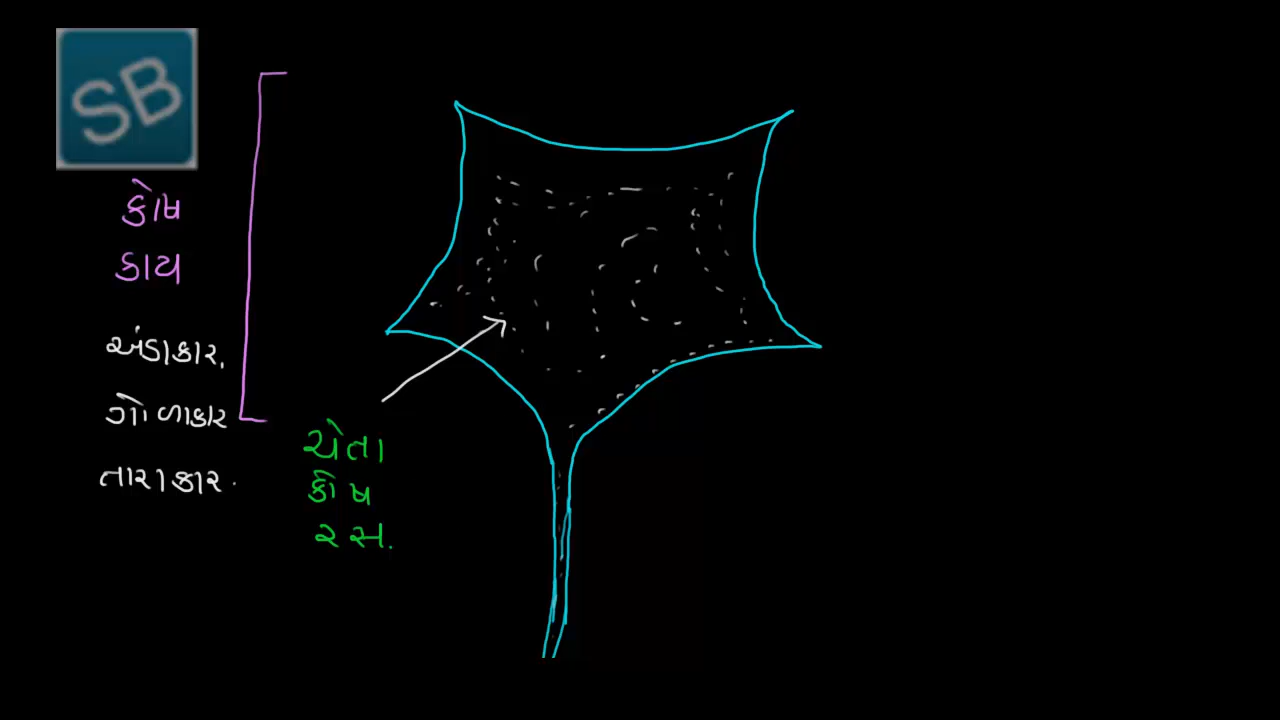 SB
કોષ
કાય
અંડાકાર.
ગોળાકાર
તારાકાર.
ચેતા
કોષ
રસ.